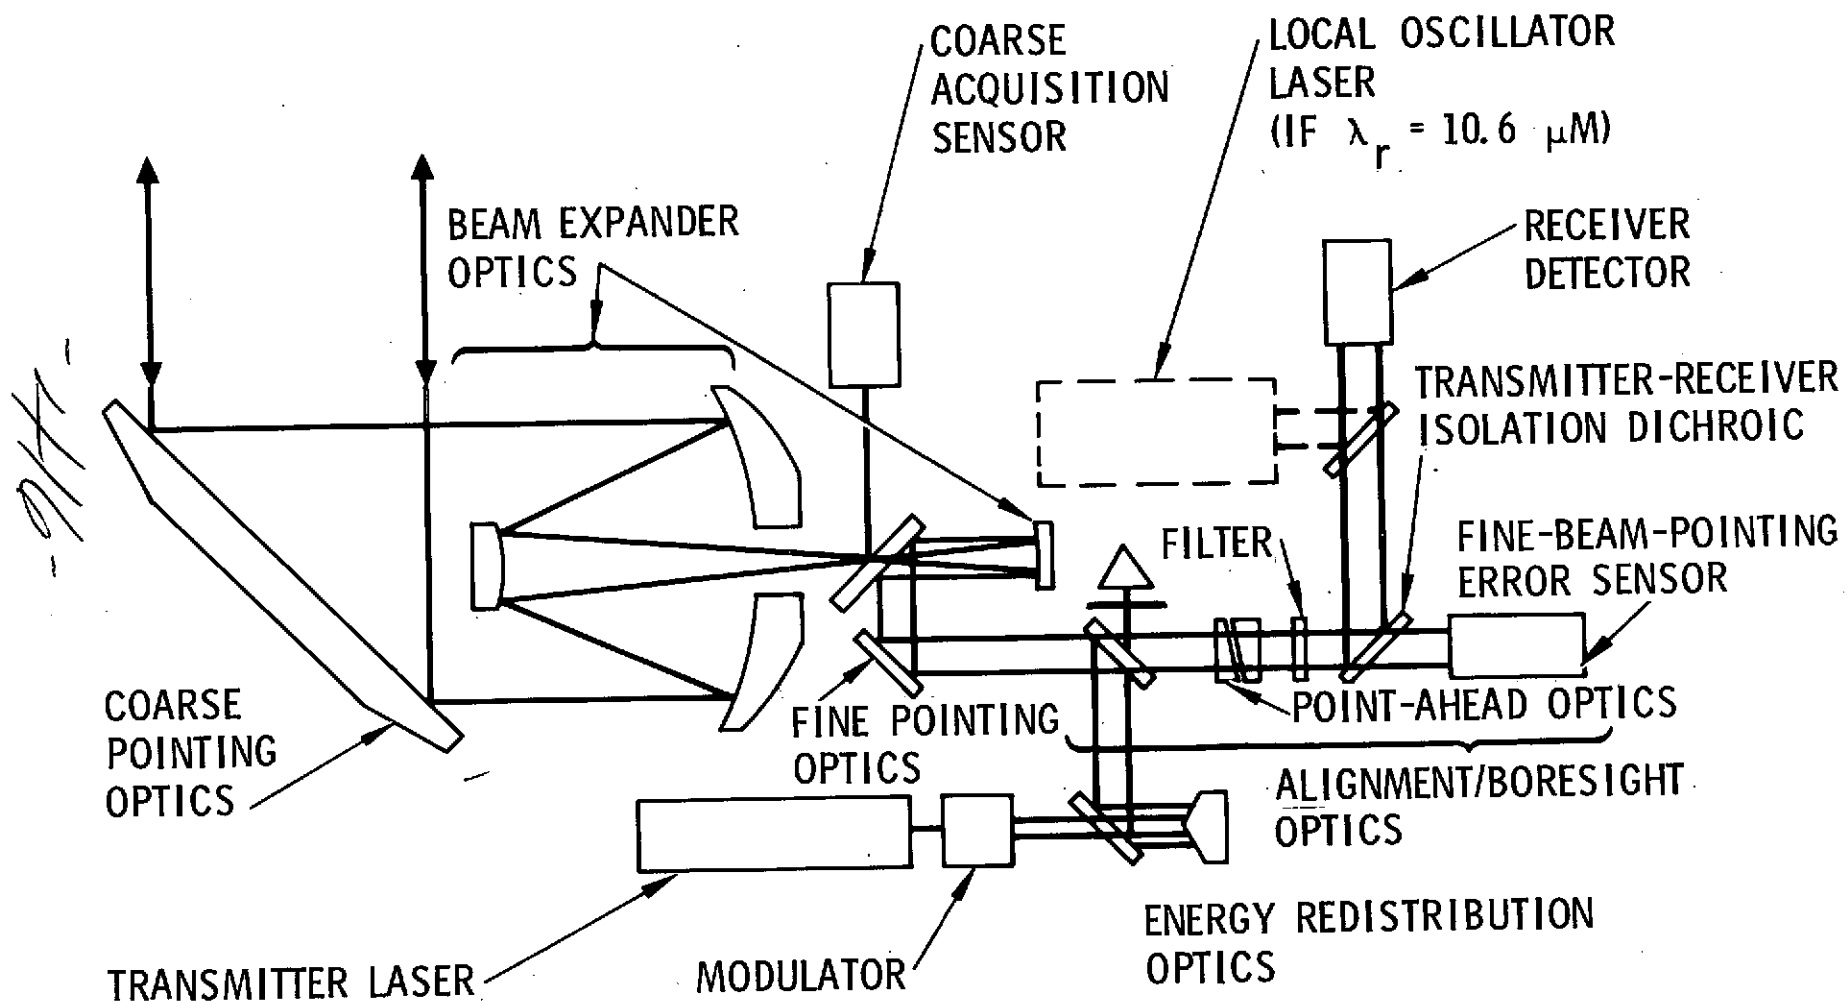 COARSE
ACQUISITION
SENSOR
LOCAL OSCILLATOR
LASER
(IF λr = 10.6 μM)
BEAM EXPANDER
OPTICS
RECEIVER
DETECTOR
TRANSMITTER-RECEIVER
ISOLATION DICHROIC
FILTER
FINE-BEAM-POINTING
ERROR SENSOR
COARSE
POINTING
OPTICS
FINE POINTING
OPTICS
POINT-AHEAD OPTICS
ALIGNMENT/BORESIGHT
OPTICS
ENERGY REDISTRIBUTION
OPTICS
TRANSMITTER LASER
MODULATOR